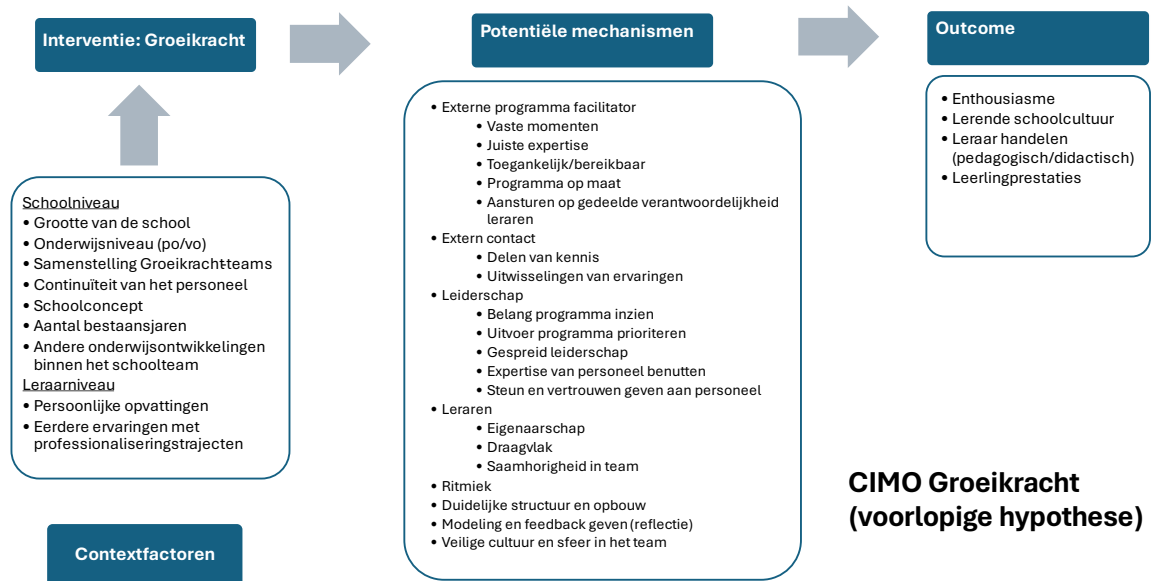 Interventie: Groeikracht
Potentiële mechanismen
Outcome
• Enthousiasme
• Lerende schoolcultuur
• Leraar handelen
(pedagogisch/didactisch)
• Leerlingprestaties
• Externe programma facilitator
• Vaste momenten
• Juiste expertise
• Toegankelijk/bereikbaar
• Programma op maat
• Aansturen op gedeelde verantwoordelijkheid
leraren
• Extern contact
• Delen van kennis
• Uitwisselingen van ervaringen
• Leiderschap
• Belang programma inzien
• Uitvoer programma prioriteren
• Gespreid leiderschap
• Expertise van personeel benutten
• Steun en vertrouwen geven aan personeel
• Leraren
• Eigenaarschap
• Draagvlak
• Saamhorigheid in team
• Ritmiek
• Duidelijke structuur en opbouw
• Modeling en feedback geven (reflectie)
• Veilige cultuur en sfeer in het team
Schoolniveau
• Grootte van de school
• Onderwijsniveau (po/vo)
• Samenstelling Groeikracht-teams
• Continuïteit van het personeel
• Schoolconcept
• Aantal bestaansjaren
• Andere onderwijsontwikkelingen
binnen het schoolteam
Leraarniveau
• Persoonlijke opvattingen
• Eerdere ervaringen met
professionaliseringstrajecten
Contextfactoren
CIMO Groeikracht
(voorlopige hypothese)